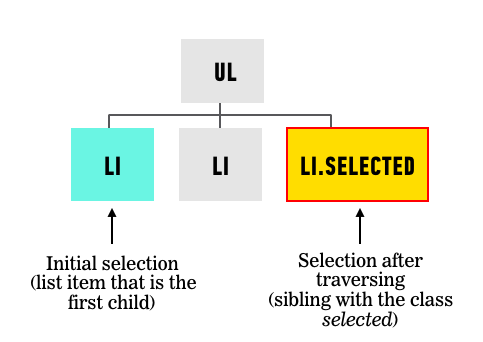 UL
LI
LI
LI.SELECTED
Initial selection
(list item that is the
first child)
Selection after
traversing
(sibling with the class
selected)